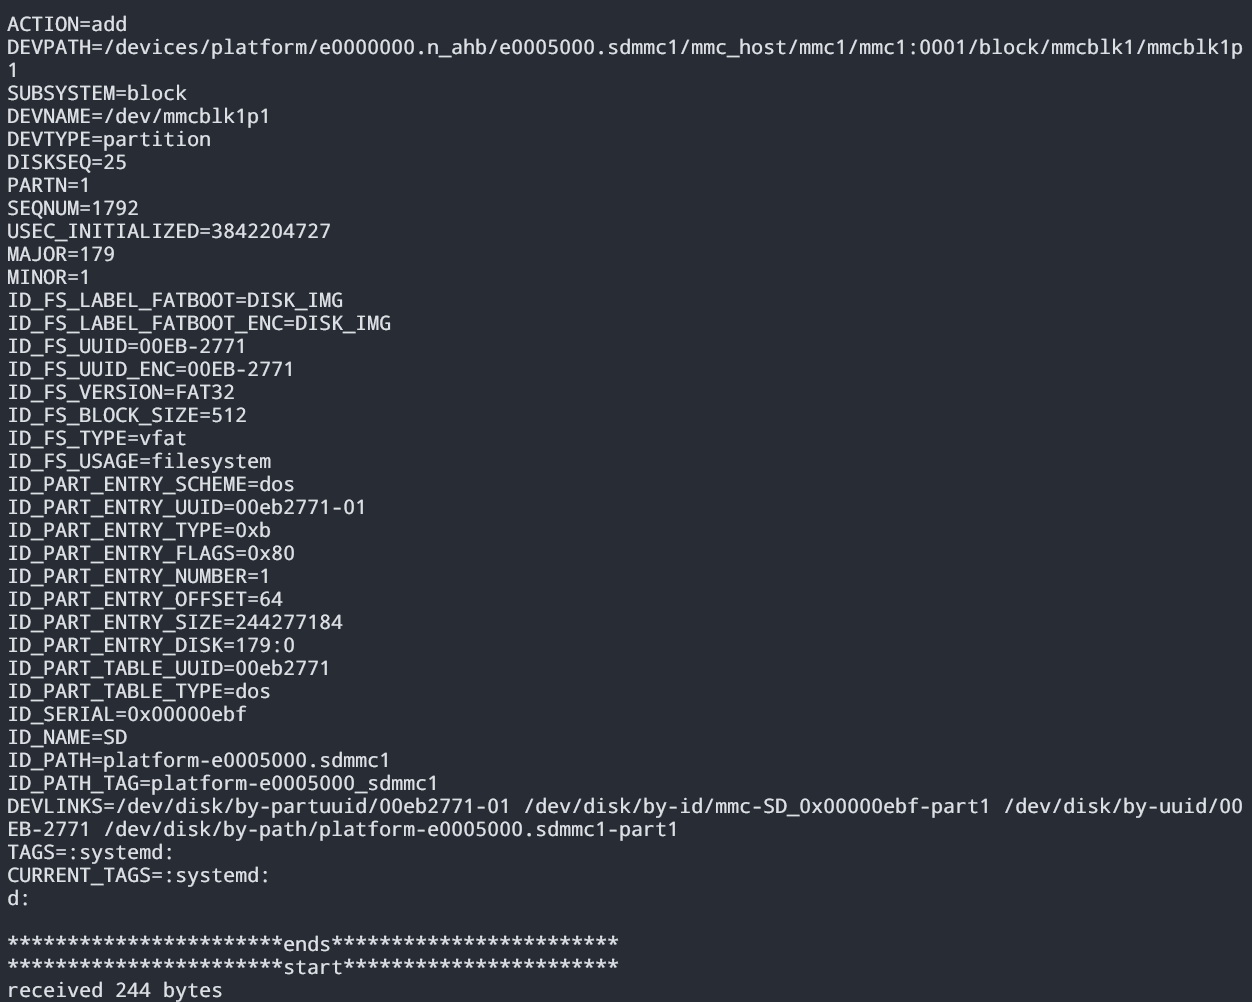 ACTION=add
DEVPATH=/devices/platform/e0000000.n_ahb/e0005000.sdmmc1/mmc_host/mmc1/mmc1:0001/block/mmcblk1/mmcblk1p
1
SUBSYSTEM=block
DEVNAME=/dev/mmcblk1p1
DEVTYPE=partition
DISKSEQ=25
PARTN=1
SEQNUM=1792
USEC_INITIALIZED=3842204727
MAJOR=179
MINOR=1
ID_FS_LABEL_FATBOOT=DISK_IMG
ID_FS_LABEL_FATBOOT_ENC=DISK_IMG
ID_FS_UUID=00EB-2771
ID_FS_UUID_ENC=00EB-2771
ID_FS_VERSION=FAT32
ID_FS_BLOCK_SIZE=512
ID_FS_TYPE=vfat
ID_FS_USAGE=filesystem
ID_PART_ENTRY_SCHEME=dos
ID_PART_ENTRY_UUID=00eb2771-01
ID_PART_ENTRY_TYPE=0xb
ID_PART_ENTRY_FLAGS=0x80
ID_PART_ENTRY_NUMBER=1
ID_PART_ENTRY_OFFSET=64
ID_PART_ENTRY_SIZE=244277184
ID_PART_ENTRY_DISK=179:0
ID_PART_TABLE_UUID=00eb2771
ID_PART_TABLE_TYPE=dos
ID_SERIAL=0x00000ebf
ID_NAME=SD
ID_PATH=platform-e0005000.sdmmc1
ID_PATH_TAG=platform-e0005000_sdmmc1
DEVLINKS=/dev/disk/by-partuuid/00eb2771-01 /dev/disk/by-id/mmc-SD_0x00000ebf-part1 /dev/disk/by-uuid/00
EB-2771 /dev/disk/by-path/platform-e0005000.sdmmc1-part1
TAGS=:systemd:
CURRENT_TAGS=:systemd:
d:
***********************ends************************
***********************start***********************
received 244 bytes